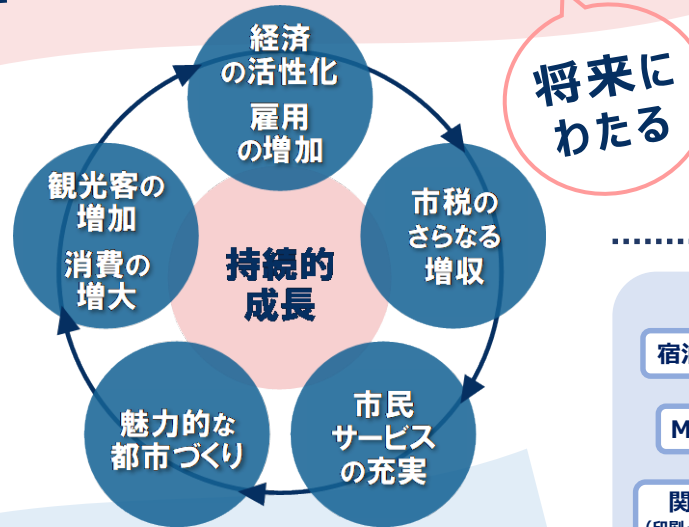 経済
の活性化
雇用
の増加
将来に
わたる
観光客の
増加
消費の
増大
市税の
さらなる
増収
持続的
成長
魅力的な
都市づくり
市民
サービス
の充実
M
関